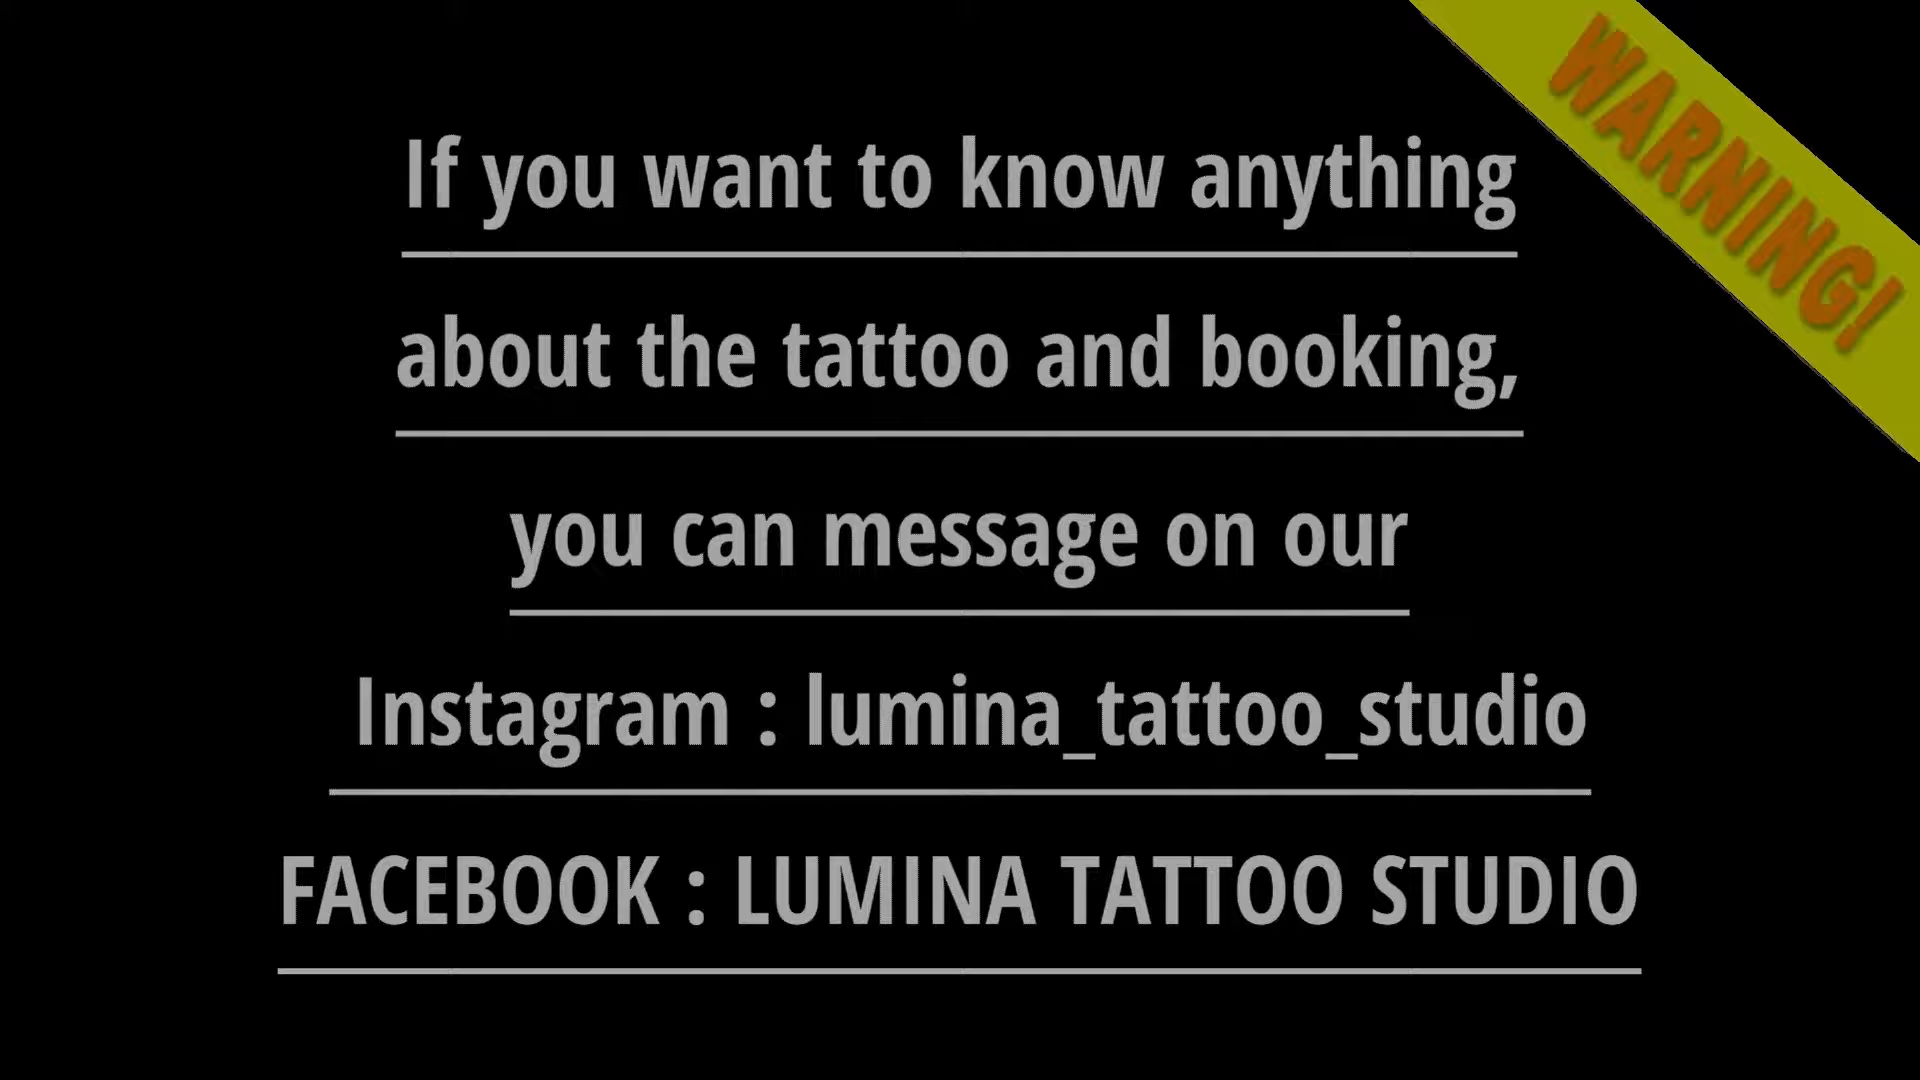 WARNING!
If you want to know anything
about the tattoo and booking,
you can message on our
Instagram : lumina_tattoo_studio
FACEBOOK : LUMINA TATTOO STUDIO